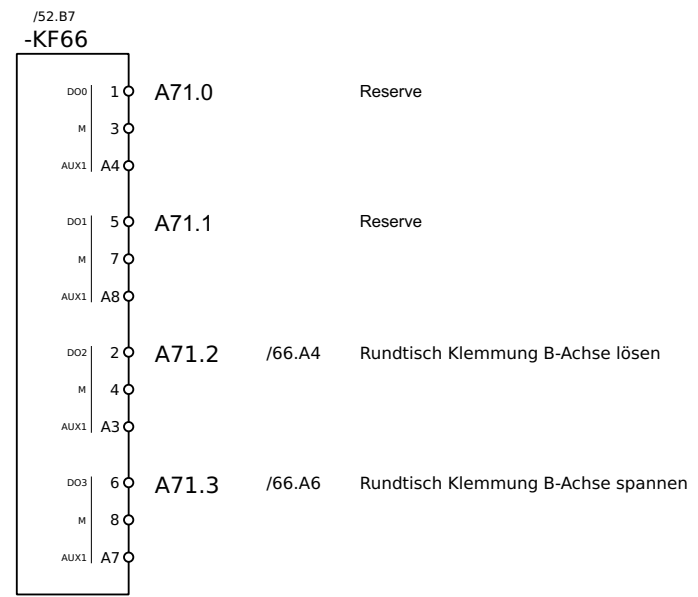 /52.B7
-KF66
DO0 1 A71.0 Reserve
M 3
AUX1 A4
DO1 5 A71.1 Reserve
M 7
AUX1 A8
DO2 2 A71.2 /66.A4 Rundtisch Klemmung B-Achse lösen
M 4
AUX1 A3
DO3 6 A71.3 /66.A6 Rundtisch Klemmung B-Achse spannen
M 8
AUX1 A7